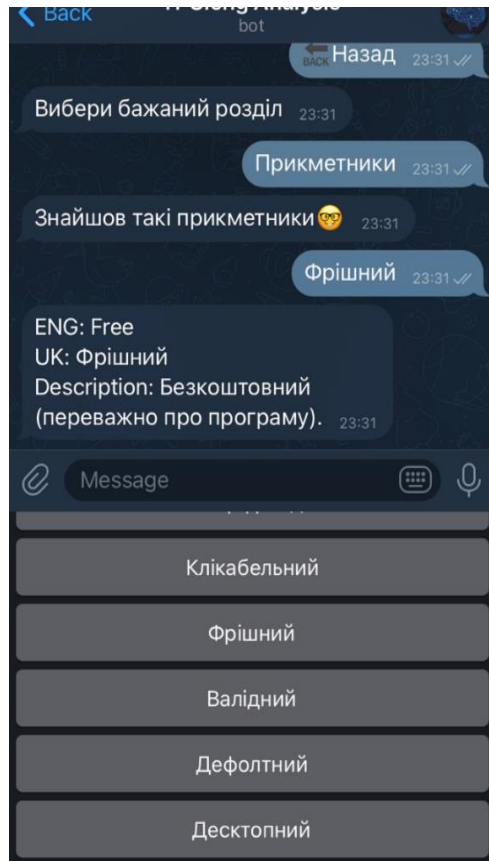 Back
bot
BACK Назад 23:31
Вибери бажаний розділ 23:31
Прикметники 23:31
Знайшов такі прикметники🤓 23:31
Фрішний 23:31
ENG: Free
UK: Фрішний
Description: Безкоштовний
(переважно про програму). 23:31
Message
Клікабельний
Фрішний
Валідний
Дефолтний
Десктопний